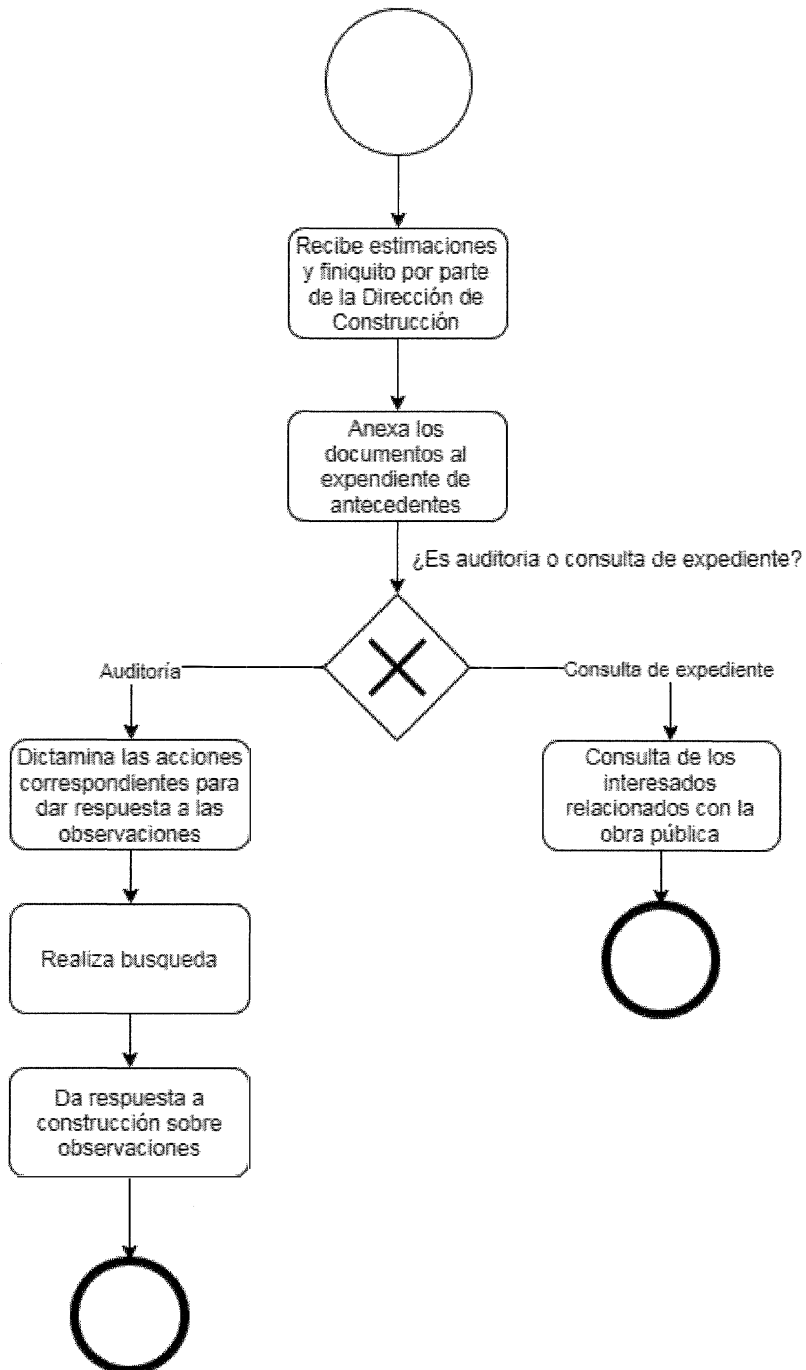 Recibe estimaciones
y finiquito por parte
de la Dirección de
Construcción
Anexa los
documentos al
expendiente de
antecedentes
¿Es auditoria o consulta de expediente?
Auditoría
Consulta de expediente
Dictamina las acciones
correspondientes para
dar respuesta a las
observaciones
Consulta de los
interesados
relacionados con la
obra pública
Realiza busqueda
Da respuesta a
construcción sobre
observaciones